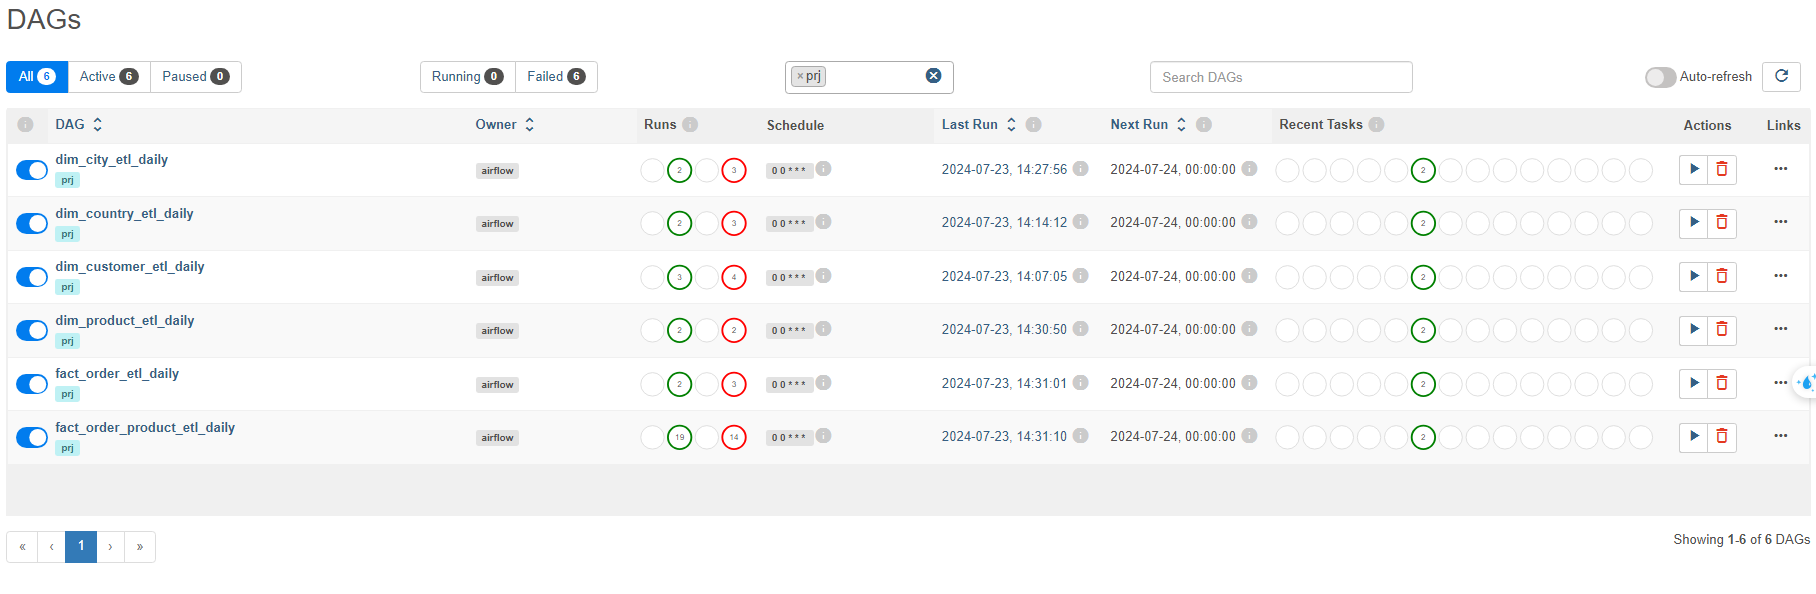 DAGs
All 6 Active 6 Paused 0 Running 0 Failed 6 × prj Search DAGs Auto-refresh
DAG Owner Runs Schedule Last Run Next Run Recent Tasks Actions Links
dim_city_etl_daily
prj airflow 2 3 0 0 * * * 2024-07-23, 14:27:56 2024-07-24, 00:00:00 2
dim_country_etl_daily
prj airflow 2 3 0 0 * * * 2024-07-23, 14:14:12 2024-07-24, 00:00:00 2
dim_customer_etl_daily
prj airflow 3 4 0 0 * * * 2024-07-23, 14:07:05 2024-07-24, 00:00:00 2
dim_product_etl_daily
prj airflow 2 2 0 0 * * * 2024-07-23, 14:30:50 2024-07-24, 00:00:00 2
fact_order_etl_daily
prj airflow 2 3 0 0 * * * 2024-07-23, 14:31:01 2024-07-24, 00:00:00 2
fact_order_product_etl_daily
prj airflow 19 14 0 0 * * * 2024-07-23, 14:31:10 2024-07-24, 00:00:00 2
« ‹ 1 › » Showing 1-6 of 6 DAGs